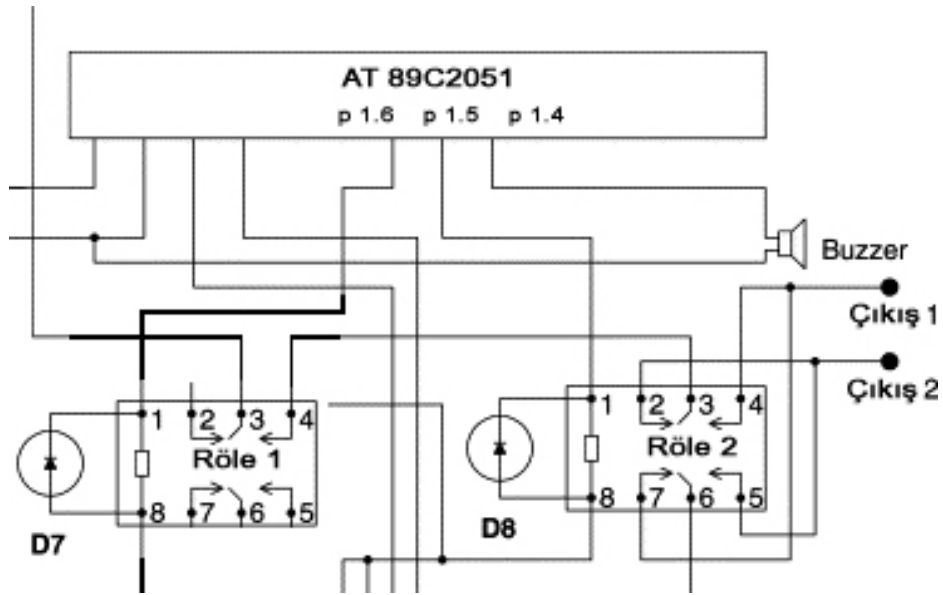 AT 89C2051
p 1.6 p 1.5 p 1.4
Buzzer
Çıkış 1
Çıkış 2
1 2 3 4
Röle 1
8 7 6 5
D7
1 2 3 4
Röle 2
8 7 6 5
D8